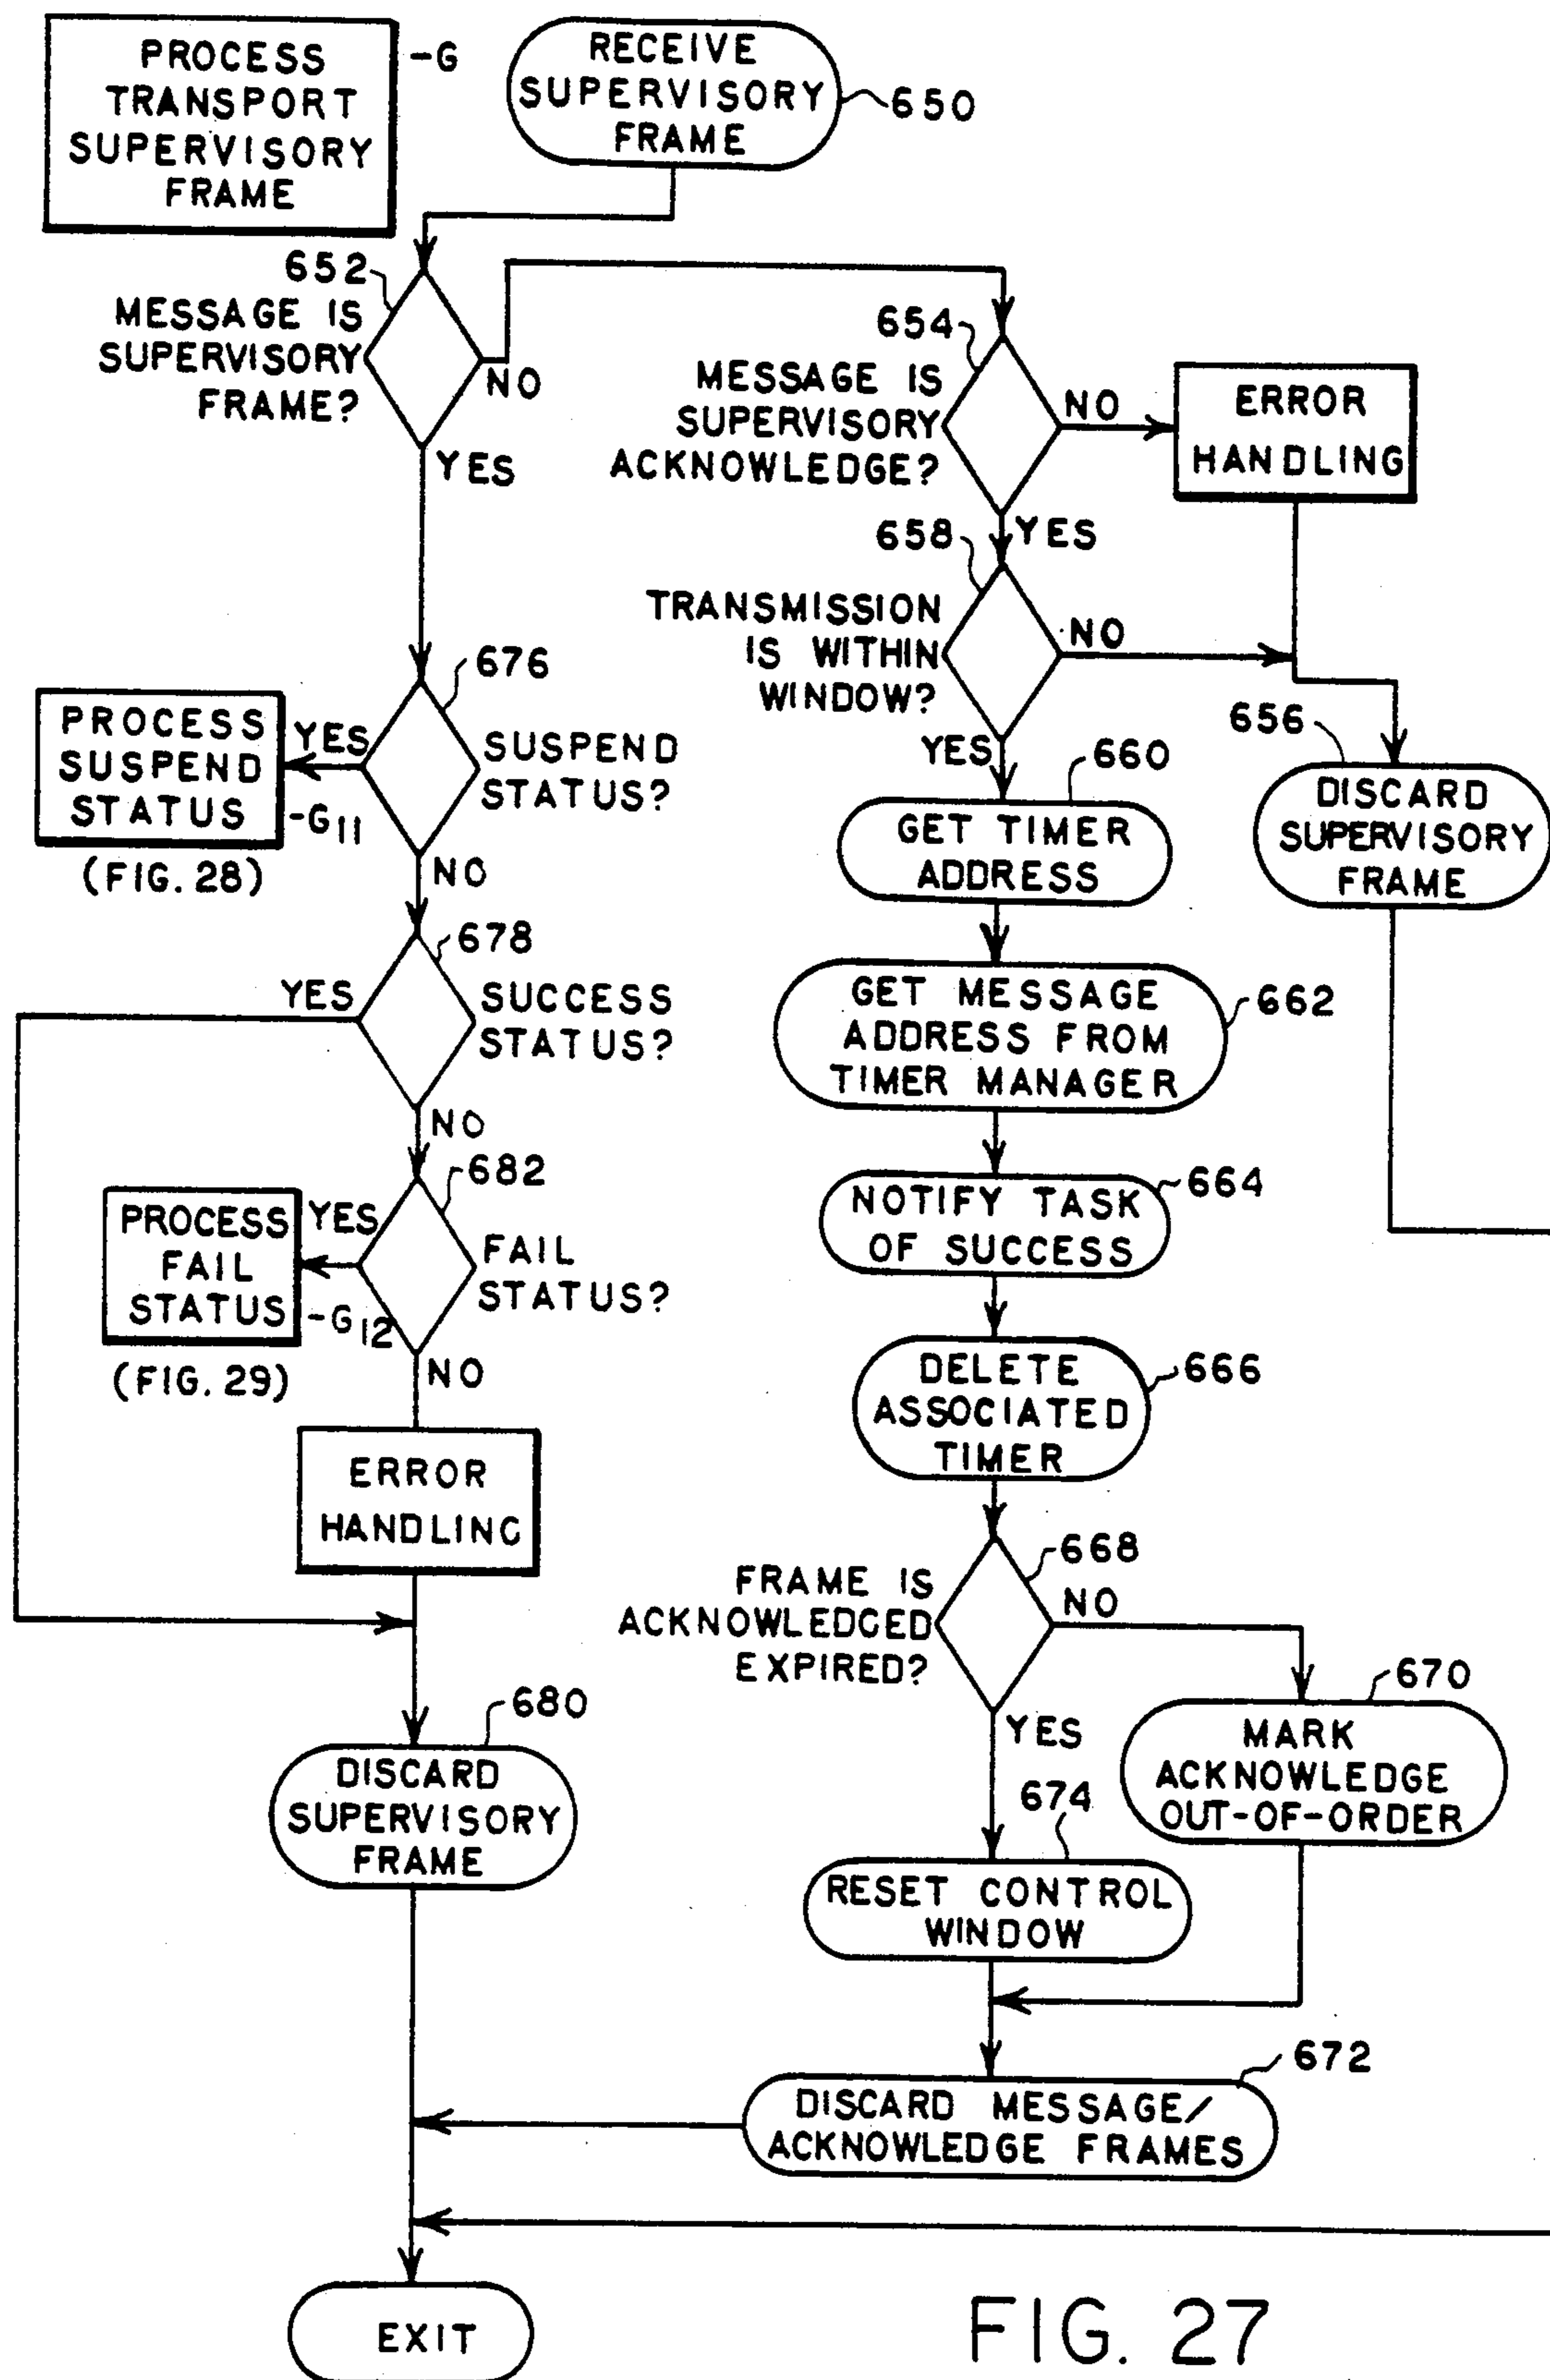 PROCESS
TRANSPORT
SUPERVISORY
FRAME
-G
RECEIVE
SUPERVISORY
FRAME
650
652
MESSAGE IS
SUPERVISORY
FRAME?
NO
YES
654
MESSAGE IS
SUPERVISORY
ACKNOWLEDGE?
NO
ERROR
HANDLING
YES
658
TRANSMISSION
IS WITHIN
WINDOW?
NO
YES
656
DISCARD
SUPERVISORY
FRAME
660
GET TIMER
ADDRESS
662
GET MESSAGE
ADDRESS FROM
TIMER MANAGER
664
NOTIFY TASK
OF SUCCESS
666
DELETE
ASSOCIATED
TIMER
668
FRAME IS
ACKNOWLEDGED
EXPIRED?
NO
YES
670
MARK
ACKNOWLEDGE
OUT-OF-ORDER
674
RESET CONTROL
WINDOW
672
DISCARD MESSAGE/
ACKNOWLEDGE FRAMES
676
SUSPEND
STATUS?
YES
PROCESS
SUSPEND
STATUS
-G11
(FIG. 28)
NO
678
SUCCESS
STATUS?
YES
NO
682
FAIL
STATUS?
YES
PROCESS
FAIL
STATUS
-G12
(FIG. 29)
NO
ERROR
HANDLING
680
DISCARD
SUPERVISORY
FRAME
EXIT
FIG. 27